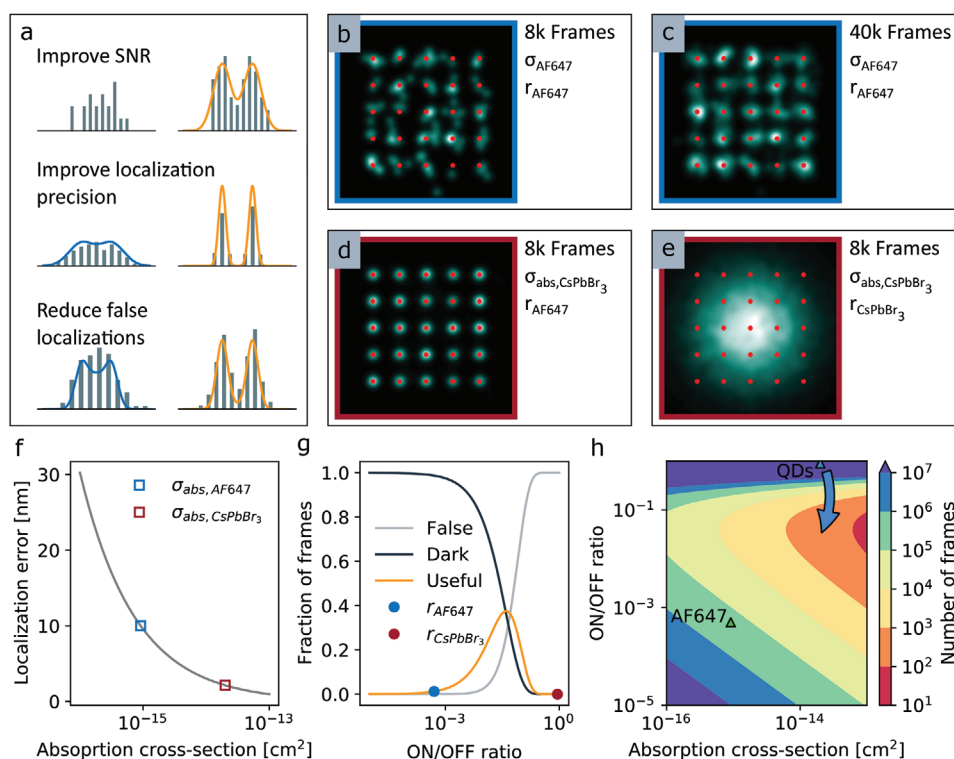 a
Improve SNR
Improve localization
precision
Reduce false
localizations
b
8k Frames
σAF647
rAF647
c
40k Frames
σAF647
rAF647
d
8k Frames
σabs,CsPbBr3
rAF647
e
8k Frames
σabs,CsPbBr3
rCsPbBr3
f
Localization error [nm]
30
20
10
0
σabs,AF647
σabs,CsPbBr3
10⁻¹⁵
10⁻¹³
Absoprtion cross-section [cm²]
g
Fraction of frames
1.0
0.8
0.6
0.4
0.2
0.0
False
Dark
Useful
rAF647
rCsPbBr3
10⁻³
10⁰
ON/OFF ratio
h
ON/OFF ratio
10⁻¹
10⁻³
10⁻⁵
QDs
AF647
10⁻¹⁶
10⁻¹⁴
Absorption cross-section [cm²]
10⁷
10⁶
10⁵
10⁴
10³
10²
10¹
Number of frames